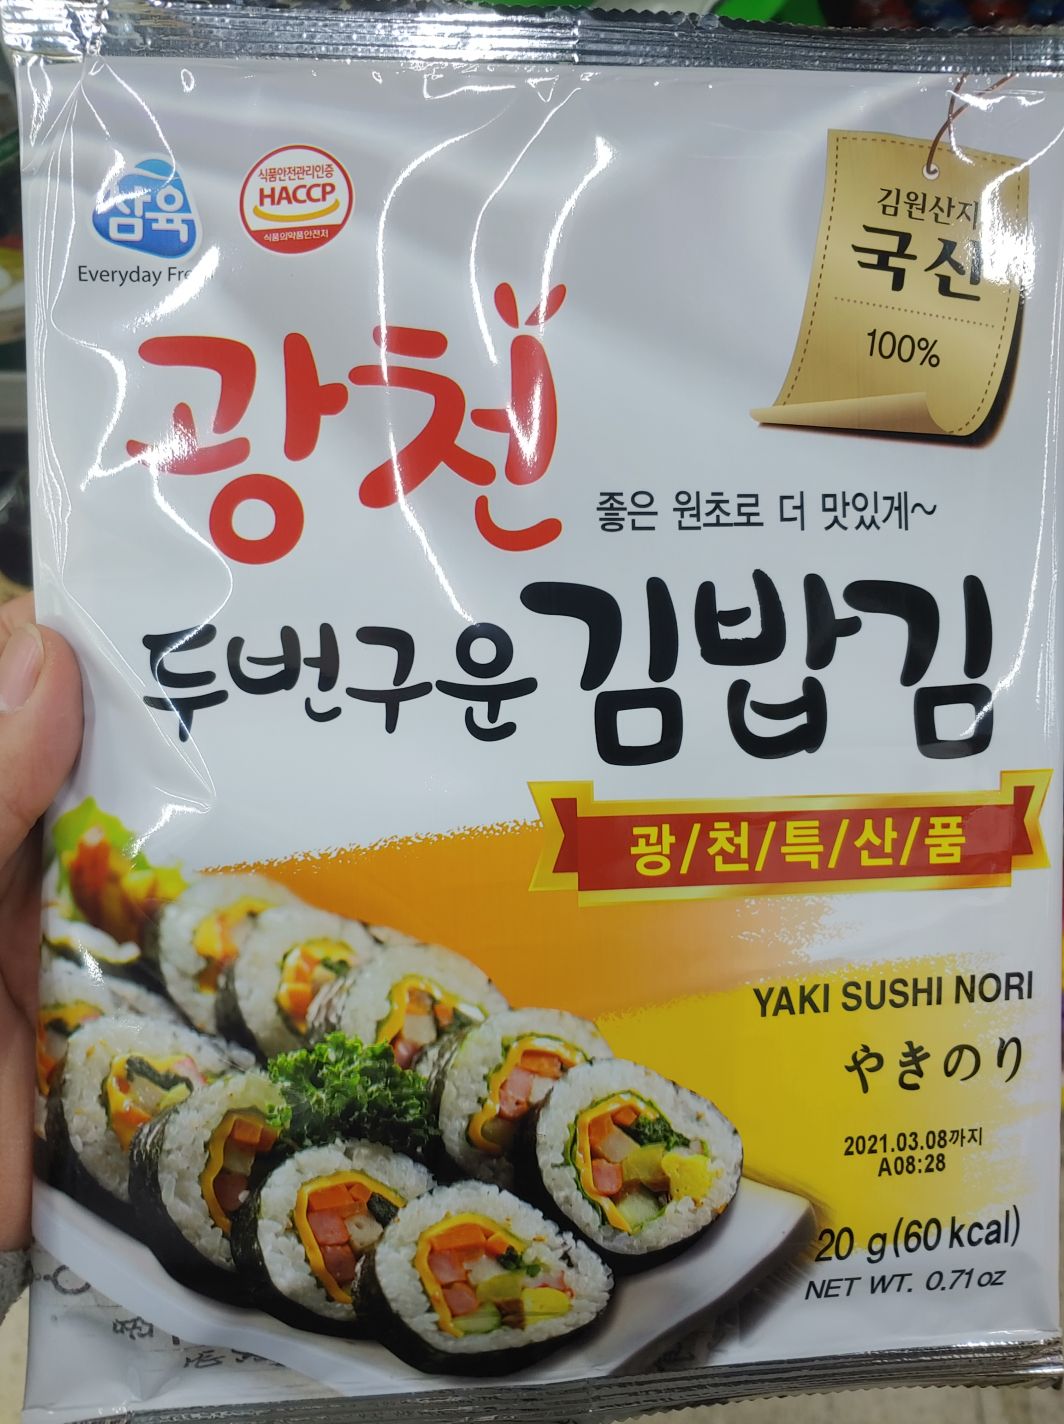 삼육
Everyday
식품안전관리인증
HACCP
식품의약품안전처
김원산지
국산
100%
광천
좋은 원초로 더 맛있게~
두번구운 김밥김
광/천/특/산/품
YAKI SUSHI NORI
やきのり
2021.03.08까지
A08:28
20 g(60 kcal)
NET WT. 0.71oz